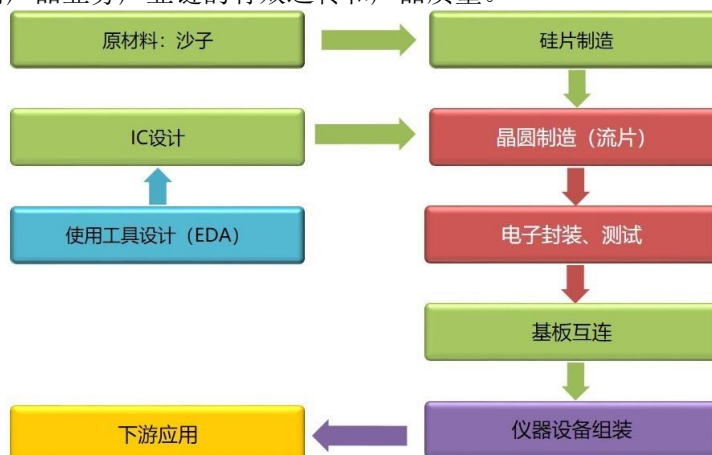 原材料：沙子
硅片制造
IC设计
晶圆制造（流片）
使用工具设计（EDA）
电子封装、测试
基板互连
下游应用
仪器设备组装